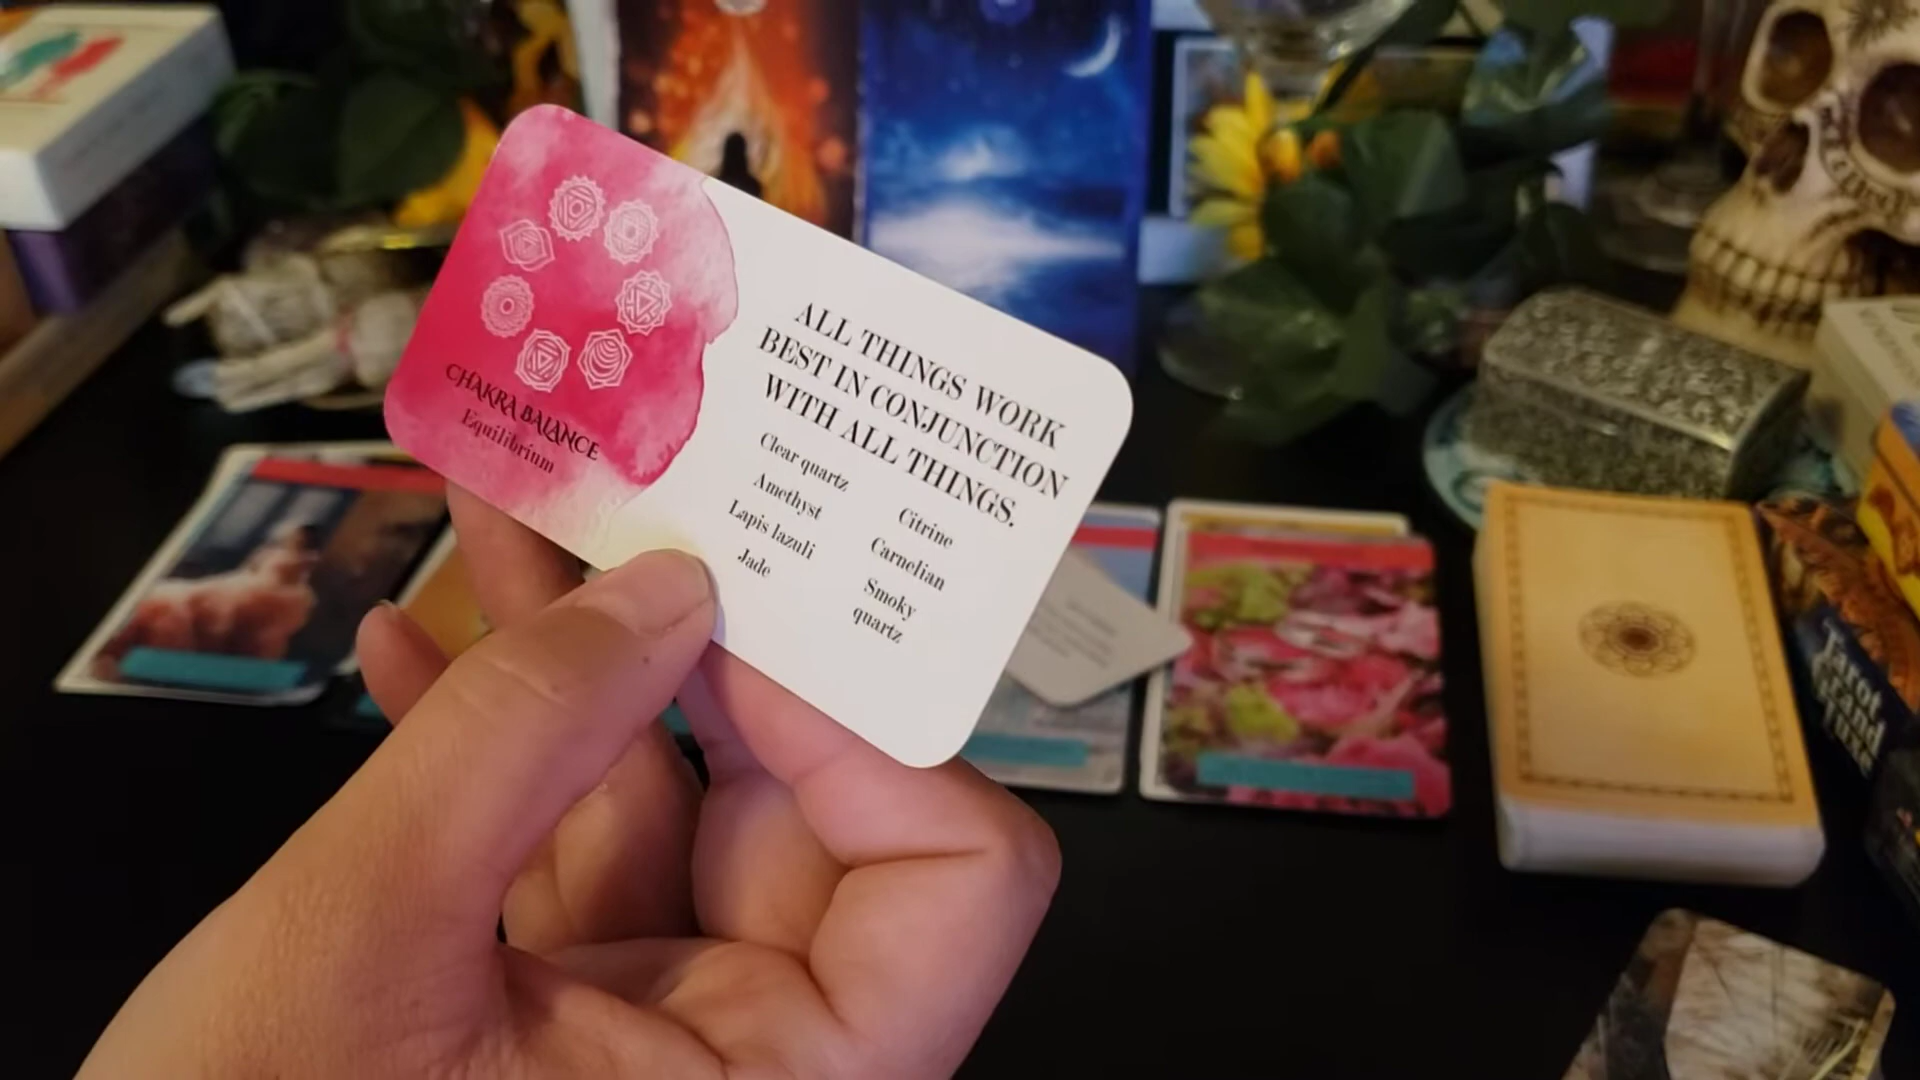 CHAKRA BALANCE
Equilibrium
ALL THINGS WORK
BEST IN CONJUNCTION
WITH ALL THINGS.
Clear quartz
Amethyst
Lapis lazuli
Jade
Citrine
Carnelian
Smoky
quartz
Tarot